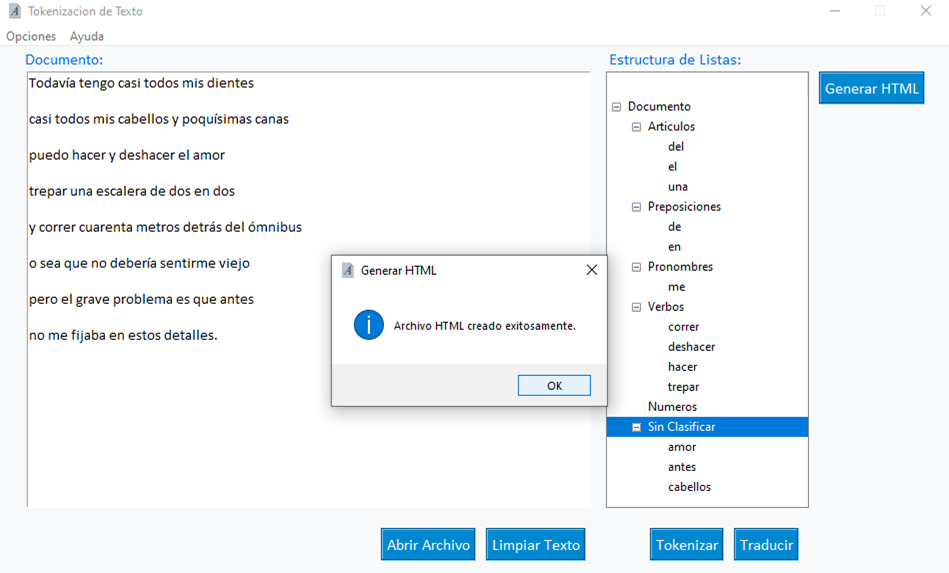 Tokenizacion de Texto
Opciones Ayuda
Documento:
Todavía tengo casi todos mis dientes
casi todos mis cabellos y poquísimas canas
puedo hacer y deshacer el amor
trepar una escalera de dos en dos
y correr cuarenta metros detrás del ómnibus
o sea que no debería sentirme viejo
pero el grave problema es que antes
no me fijaba en estos detalles.
Estructura de Listas:
Documento
Articulos
del
el
una
Preposiciones
de
en
Pronombres
me
Verbos
correr
deshacer
hacer
trepar
Numeros
Sin Clasificar
amor
antes
cabellos
Generar HTML
Generar HTML
Archivo HTML creado exitosamente.
OK
Abrir Archivo
Limpiar Texto
Tokenizar
Traducir